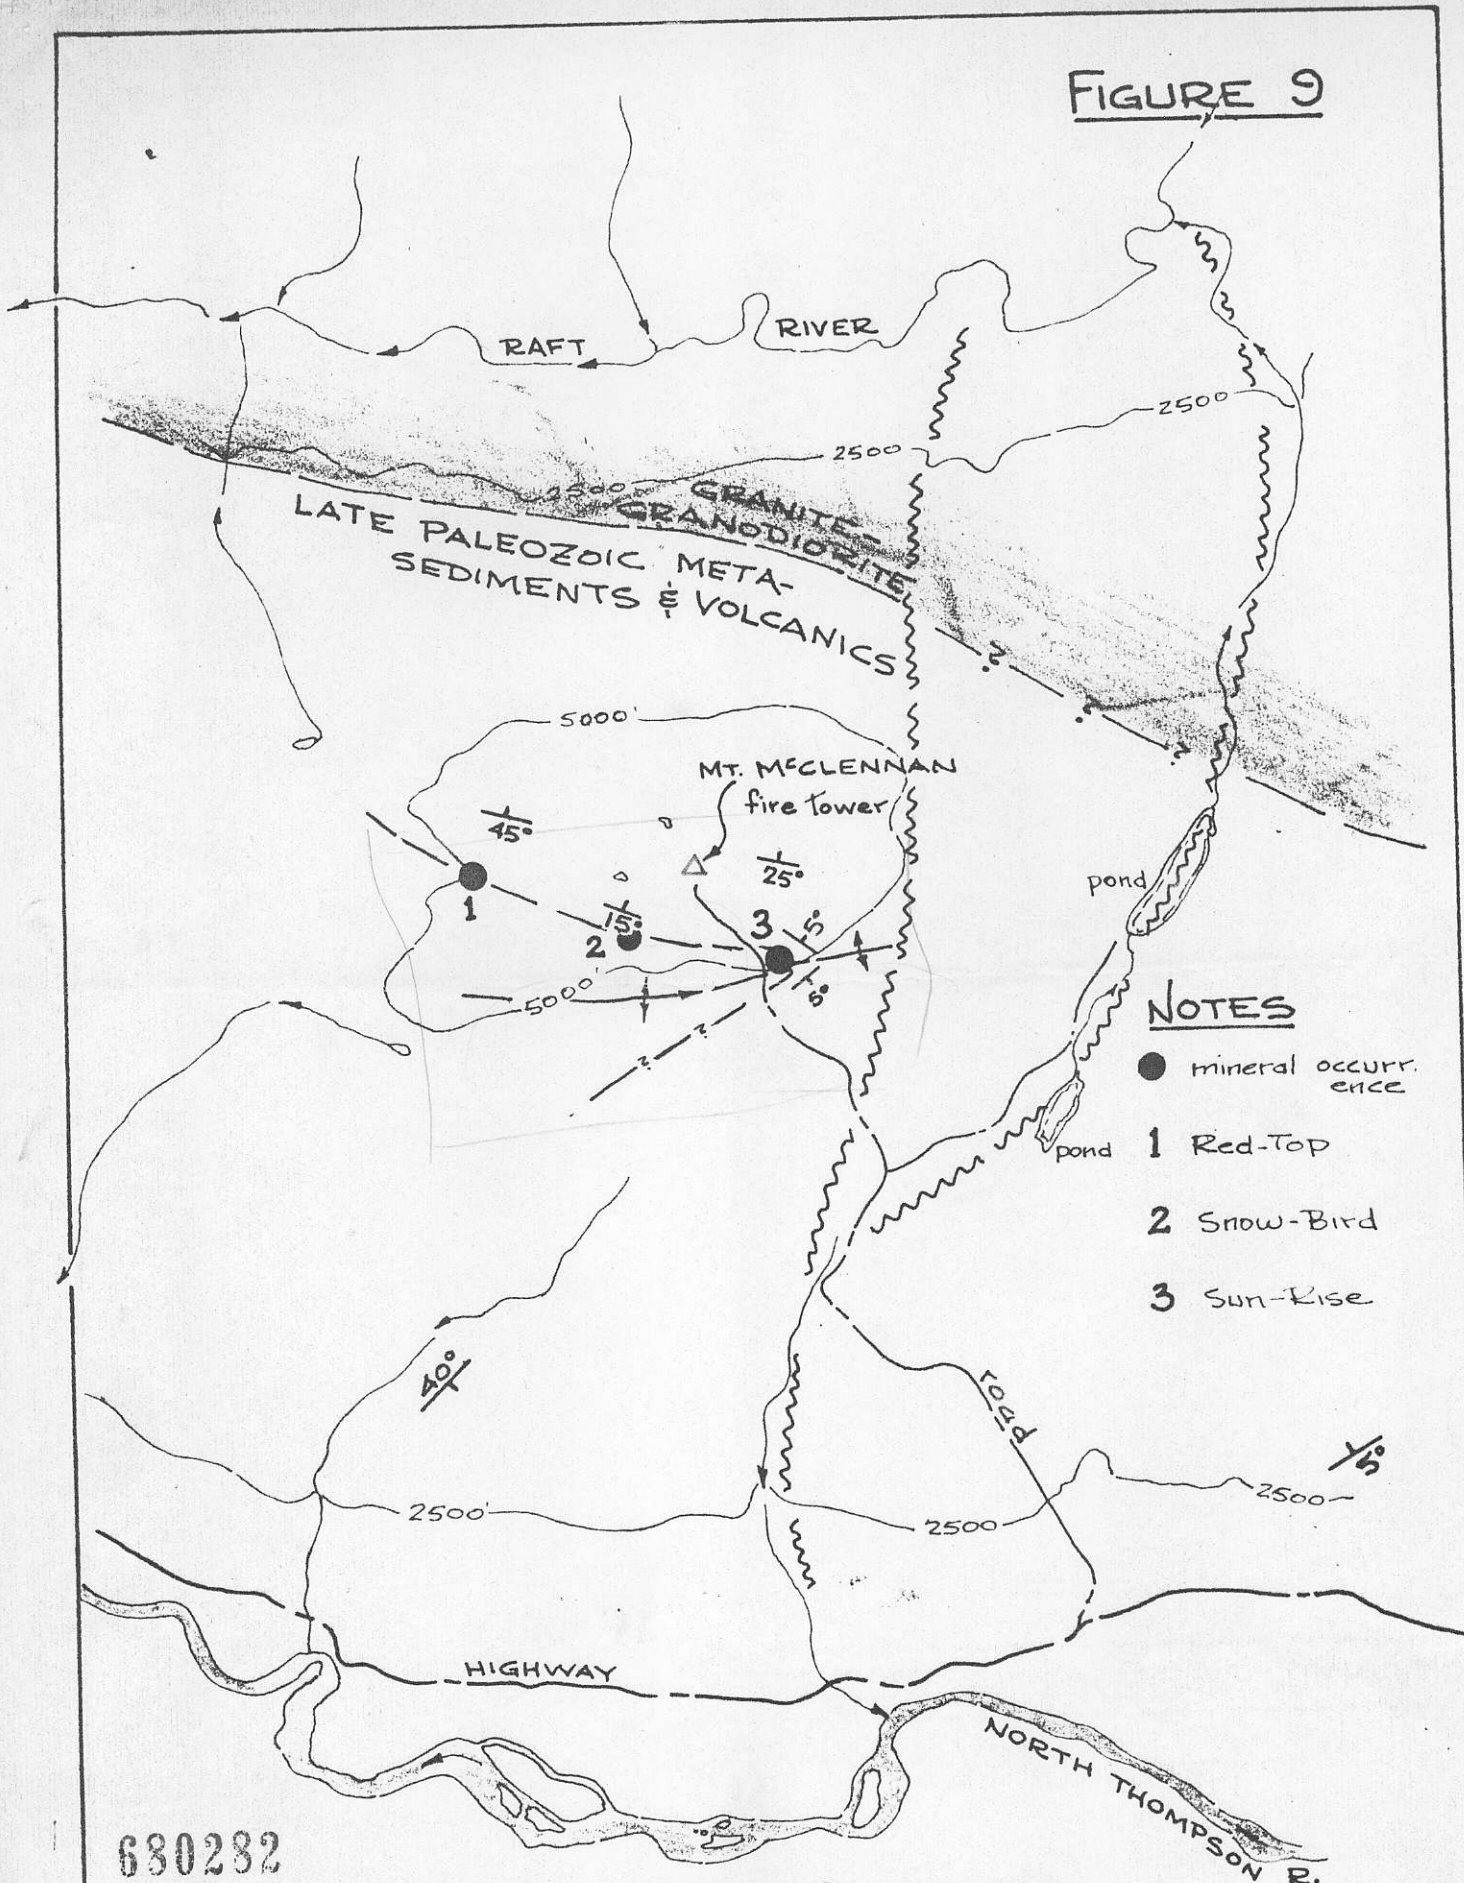 FIGURE 9
RAFT RIVER
2500
2500
2500
GRANITE-
GRANODIORITE
LATE PALEOZOIC META-
SEDIMENTS & VOLCANICS
?
?
?
5000'
MT. McCLENNAN
fire tower
45°
25°
pond
1
15°
2
3
5°
5°
5000'
?
?
NOTES
mineral occurr.
ence
pond
1 Red-Top
2 Snow-Bird
3 Sun-Rise
40°
road
5°
2500'
2500
2500
HIGHWAY
NORTH THOMPSON R.
680282